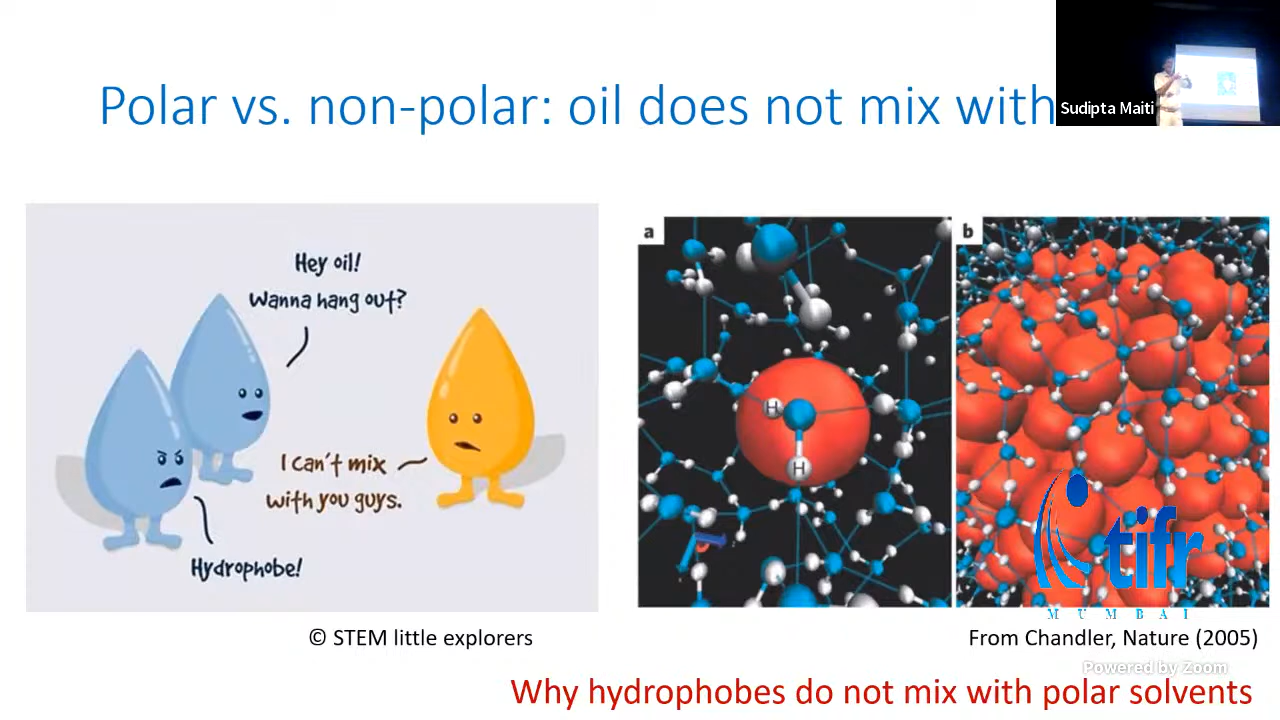 Polar vs. non-polar: oil does not mix with
Sudipta Maiti
Hey oil!
Wanna hang out?
I can't mix
with you guys.
Hydrophobe!
a
b
H
H
tifr
MUMBAI
© STEM little explorers
From Chandler, Nature (2005)
Powered by Zoom
Why hydrophobes do not mix with polar solvents